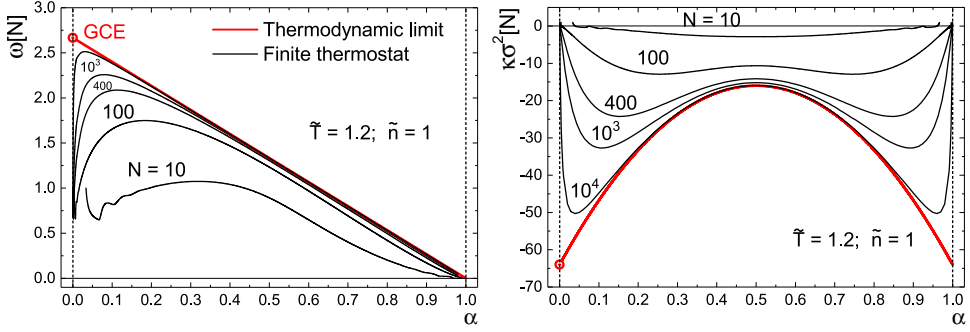 ω[N]
3.0
2.5
2.0
1.5
1.0
0.5
0.0
GCE
Thermodynamic limit
Finite thermostat
10³
400
100
N = 10
T̃ = 1.2; ñ = 1
0.0 0.1 0.2 0.3 0.4 0.5 0.6 0.7 0.8 0.9 1.0
α
κσ²[N]
0
-10
-20
-30
-40
-50
-60
-70
N = 10
100
400
10³
10⁴
T̃ = 1.2; ñ = 1
0.0 0.1 0.2 0.3 0.4 0.5 0.6 0.7 0.8 0.9 1.0
α